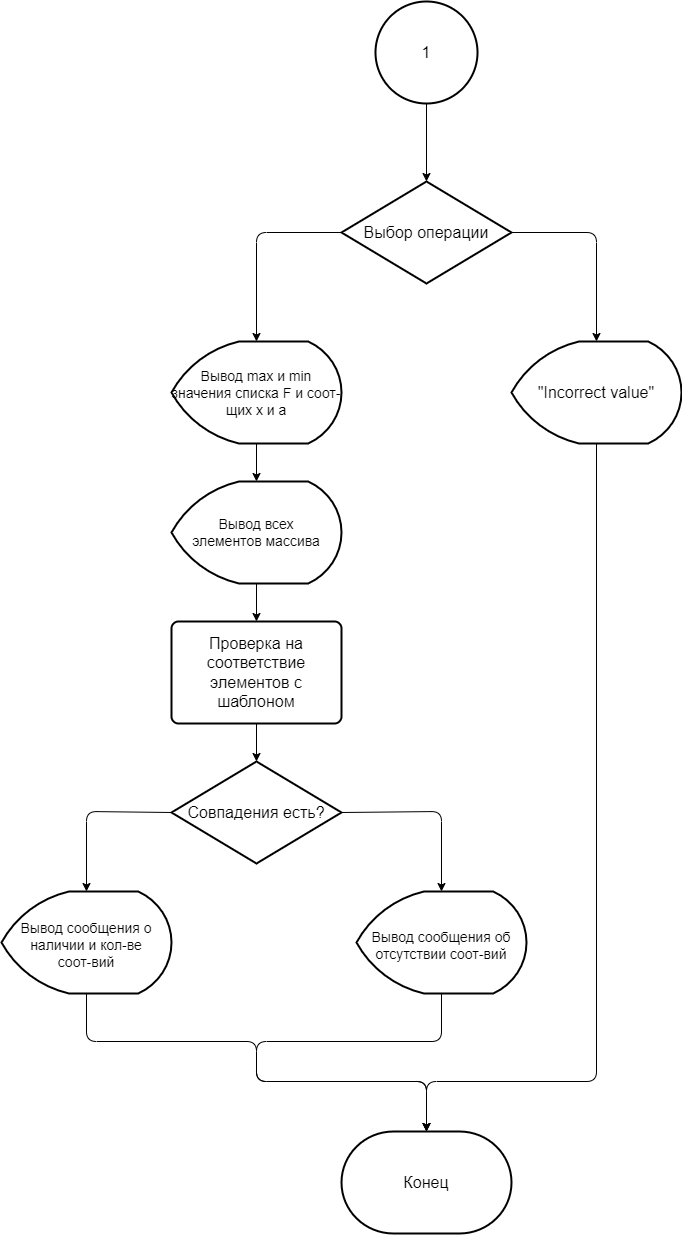 1
Выбор операции
Вывод max и min
значения списка F и соот-
щих x и a
"Incorrect value"
Вывод всех
элементов массива
Проверка на
соответствие
элементов с
шаблоном
Совпадения есть?
Вывод сообщения о
наличии и кол-ве
соот-вий
Вывод сообщения об
отсутствии соот-вий
Конец